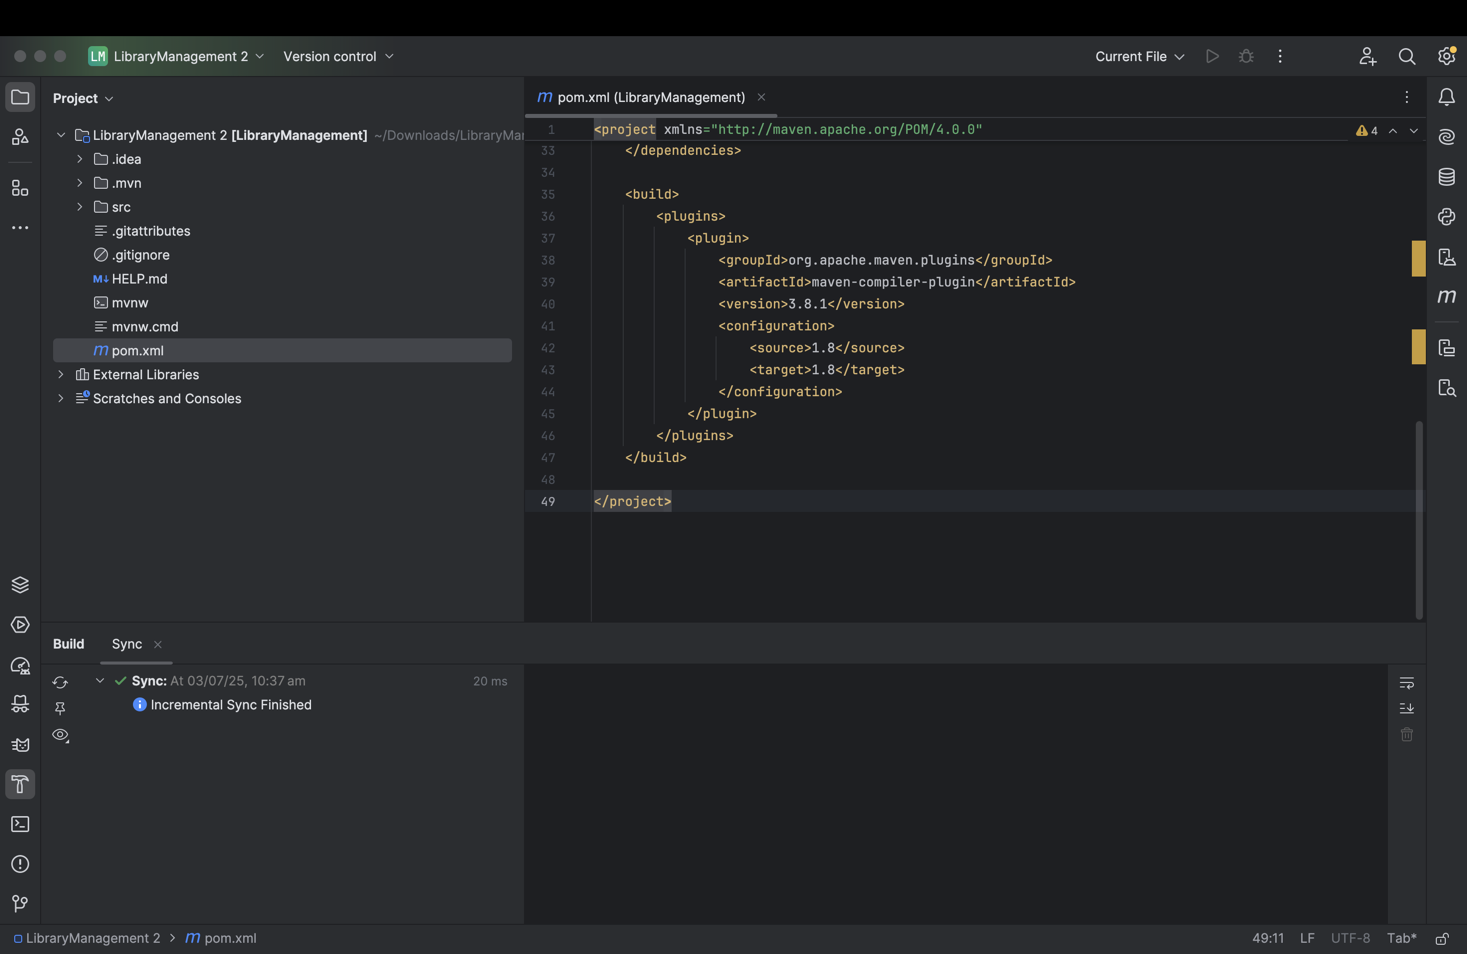 LM LibraryManagement 2 Version control Current File
Project
pom.xml (LibraryManagement)
LibraryManagement 2 [LibraryManagement] ~/Downloads/LibraryMan
.idea
.mvn
src
.gitattributes
.gitignore
M↓ HELP.md
mvnw
mvnw.cmd
m pom.xml
External Libraries
Scratches and Consoles
1 <project xmlns="http://maven.apache.org/POM/4.0.0" 4
33 </dependencies>
34
35 <build>
36 <plugins>
37 <plugin>
38 <groupId>org.apache.maven.plugins</groupId>
39 <artifactId>maven-compiler-plugin</artifactId>
40 <version>3.8.1</version>
41 <configuration>
42 <source>1.8</source>
43 <target>1.8</target>
44 </configuration>
45 </plugin>
46 </plugins>
47 </build>
48
49 </project>
Build Sync
Sync: At 03/07/25, 10:37 am 20 ms
Incremental Sync Finished
LibraryManagement 2 > m pom.xml 49:11 LF UTF-8 Tab*